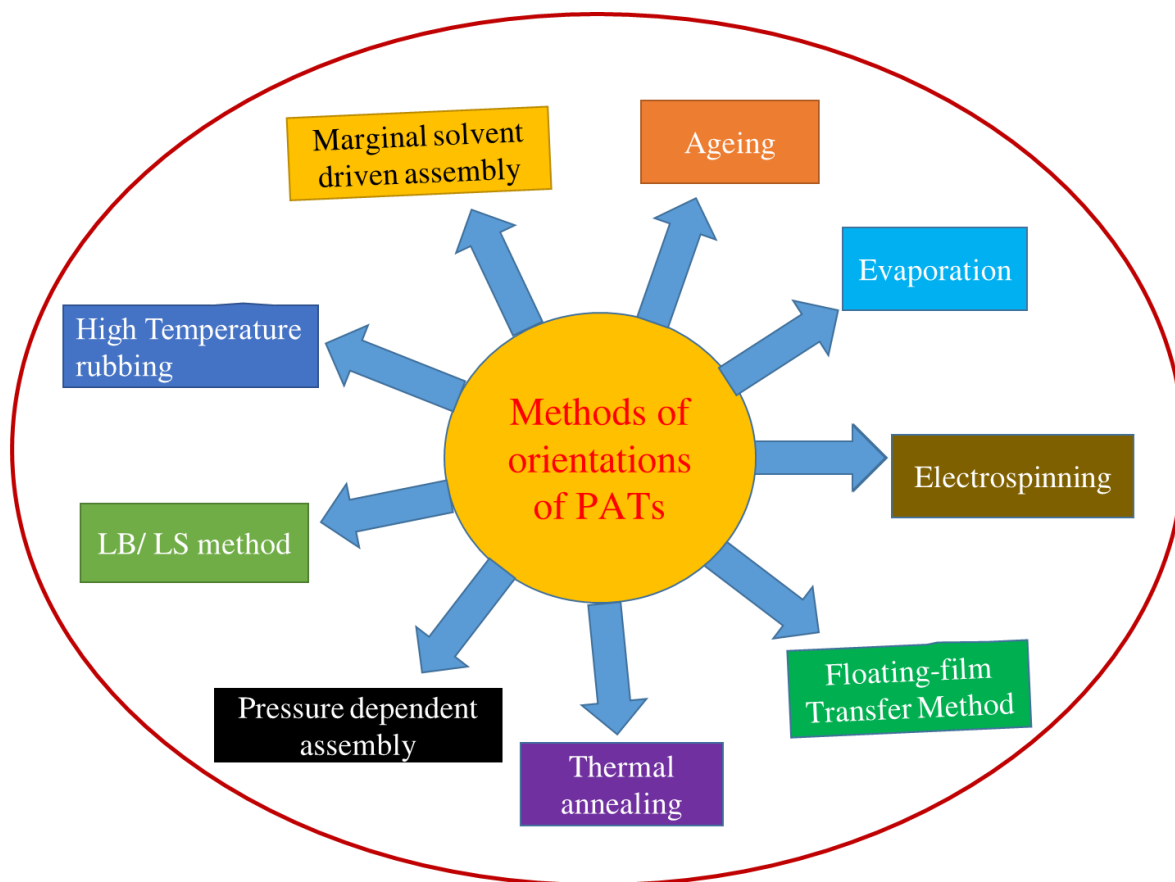 Marginal solvent
driven assembly
Ageing
Evaporation
High Temperature
rubbing
Methods of
orientations
of PATs
Electrospinning
LB/ LS method
Floating-film
Transfer Method
Pressure dependent
assembly
Thermal
annealing